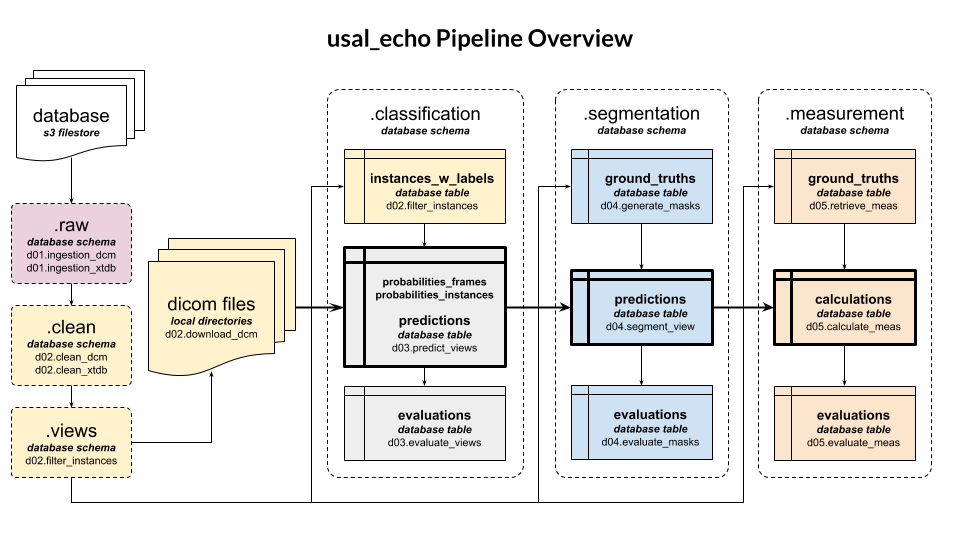 usal_echo Pipeline Overview
database
s3 filestore
.raw
database schema
d01.ingestion_dcm
d01.ingestion_xtdb
.clean
database schema
d02.clean_dcm
d02.clean_xtdb
.views
database schema
d02.filter_instances
dicom files
local directories
d02.download_dcm
.classification
database schema
instances_w_labels
database table
d02.filter_instances
probabilities_frames
probabilities_instances
predictions
database table
d03.predict_views
evaluations
database table
d03.evaluate_views
.segmentation
database schema
ground_truths
database table
d04.generate_masks
predictions
database table
d04.segment_view
evaluations
database table
d04.evaluate_masks
.measurement
database schema
ground_truths
database table
d05.retrieve_meas
calculations
database table
d05.calculate_meas
evaluations
database table
d05.evaluate_meas